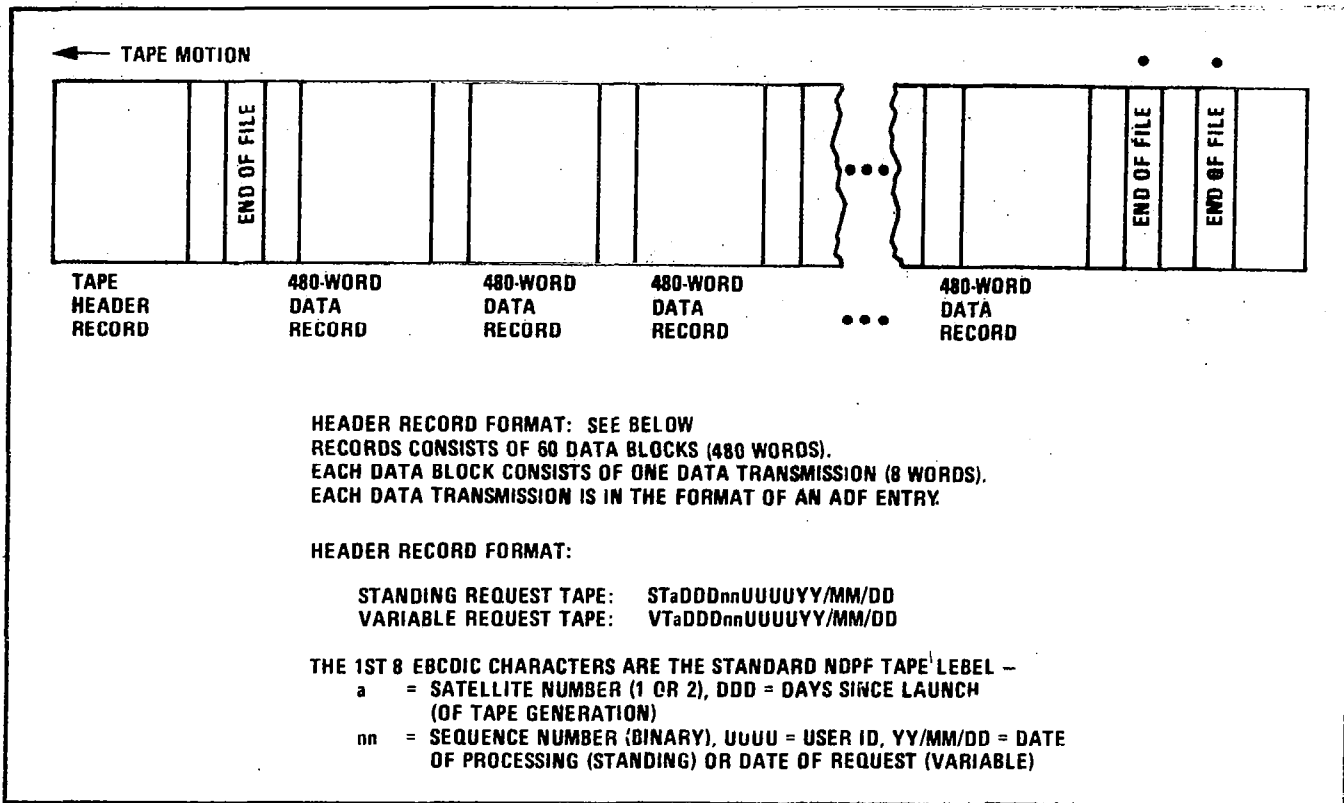 ← TAPE MOTION
END OF FILE
END OF FILE
END OF FILE
TAPE HEADER RECORD
480-WORD DATA RECORD
480-WORD DATA RECORD
480-WORD DATA RECORD
•••
480-WORD DATA RECORD
HEADER RECORD FORMAT: SEE BELOW
RECORDS CONSISTS OF 60 DATA BLOCKS (480 WORDS).
EACH DATA BLOCK CONSISTS OF ONE DATA TRANSMISSION (8 WORDS).
EACH DATA TRANSMISSION IS IN THE FORMAT OF AN ADF ENTRY.
HEADER RECORD FORMAT:
STANDING REQUEST TAPE: STaDDDnnUUUUYY/MM/DD
VARIABLE REQUEST TAPE: VTaDDDnnUUUUYY/MM/DD
THE 1ST 8 EBCDIC CHARACTERS ARE THE STANDARD NDPF TAPE LEBEL –
a = SATELLITE NUMBER (1 OR 2), DDD = DAYS SINCE LAUNCH
(OF TAPE GENERATION)
nn = SEQUENCE NUMBER (BINARY), UUUU = USER ID, YY/MM/DD = DATE
OF PROCESSING (STANDING) OR DATE OF REQUEST (VARIABLE)